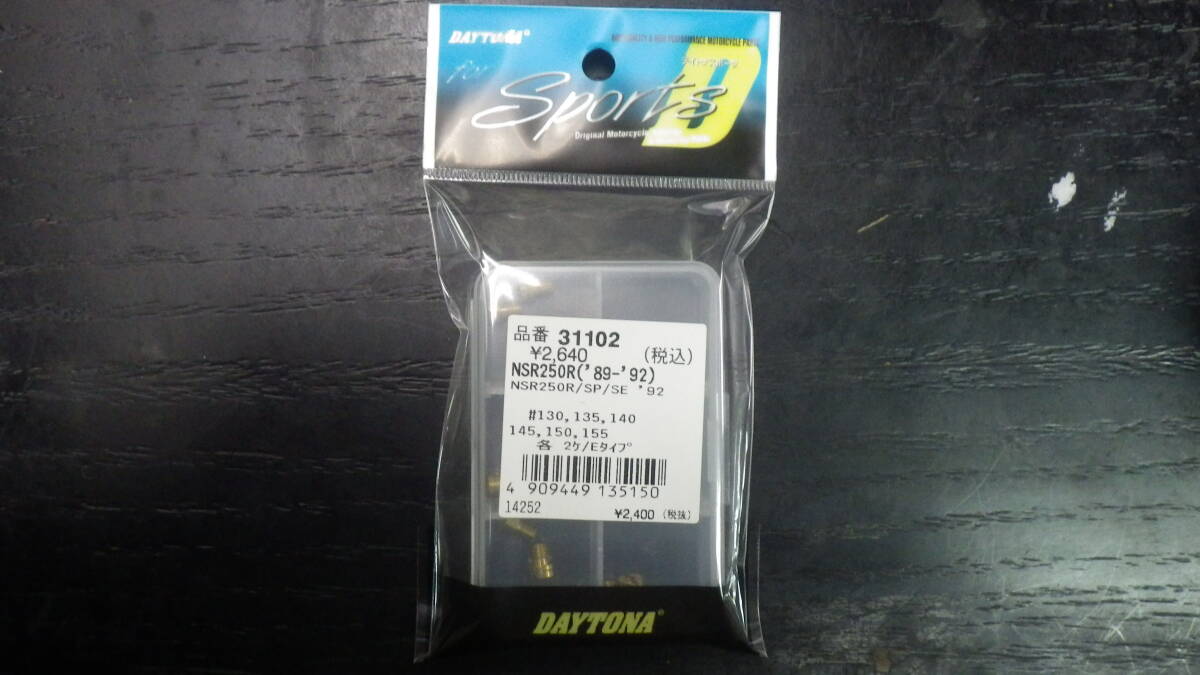 DAYTONA®
for
Sports
Original Motorcycle
品番 31102
¥2,640 (税込)
NSR250R('89-'92)
NSR250R/SP/SE '92
#130,135,140
145,150,155
各 2ケ/Eタイプ
4 909449 135150
14252 ¥2,400 (税抜)
DAYTONA®